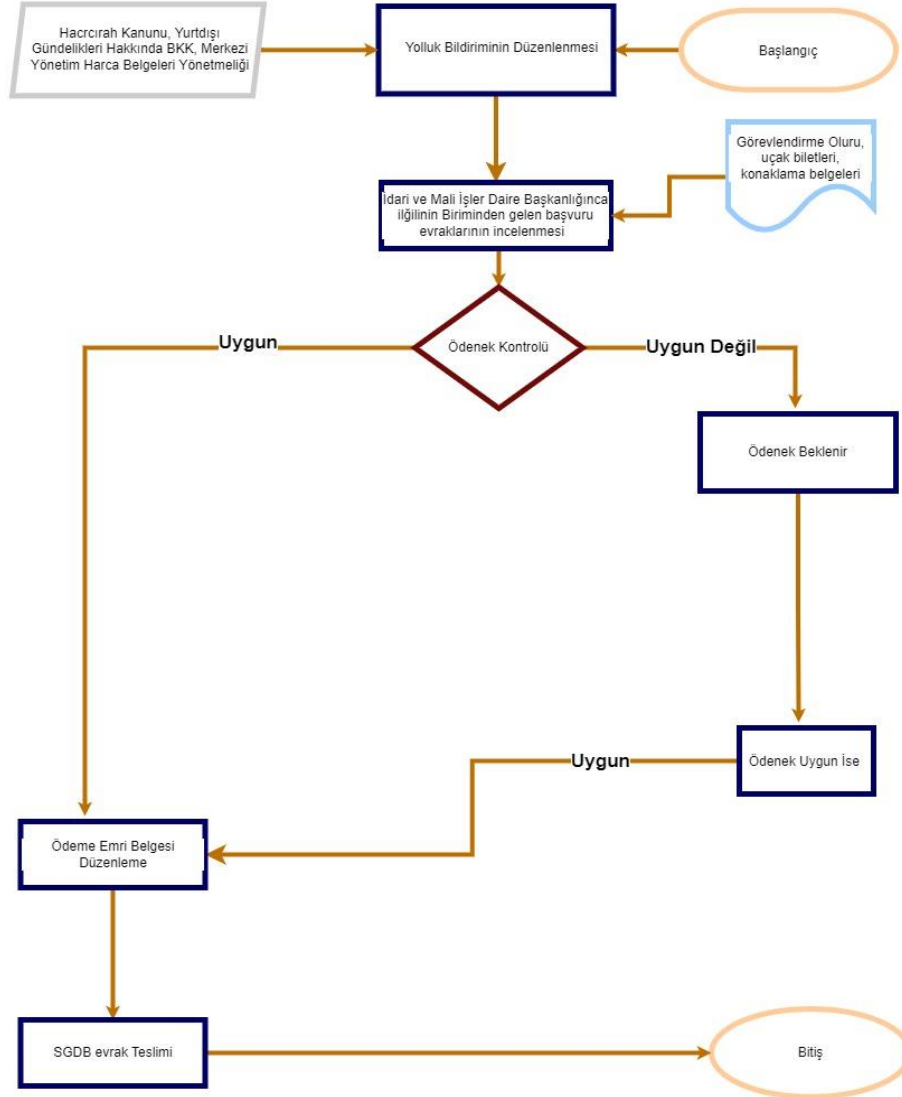 Hacrcırah Kanunu, Yurtdışı
Gündelikleri Hakkında BKK, Merkezi
Yönetim Harca Belgeleri Yönetmeliği
Yolluk Bildiriminin Düzenlenmesi
Başlangıç
Görevlendirme Oluru,
uçak biletleri,
konaklama belgeleri
İdari ve Mali İşler Daire Başkanlığınca
ilğilinin Biriminden gelen başvuru
evraklarının incelenmesi
Uygun
Ödenek Kontrolü
Uygun Değil
Ödenek Beklenir
Uygun
Ödenek Uygun İse
Ödeme Emri Belgesi
Düzenleme
SGDB evrak Teslimi
Bitiş